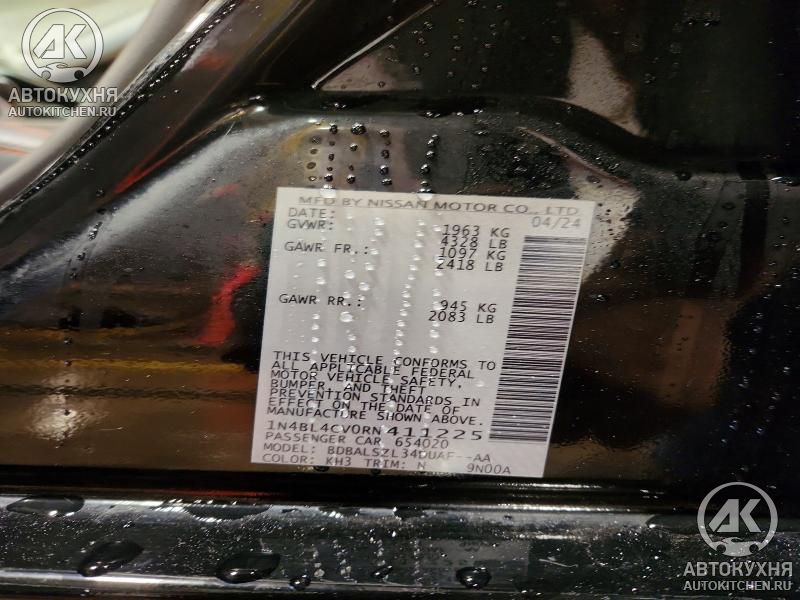 АК
АВТОКУХНЯ
AUTOKITCHEN.RU
MFD BY NISSAN MOTOR CO., LTD.
DATE: 04/24
GVWR: 1963 KG
4328 LB
GAWR FR.: 1097 KG
2418 LB
GAWR RR.: 945 KG
2083 LB
THIS VEHICLE CONFORMS TO
ALL APPLICABLE FEDERAL
MOTOR VEHICLE SAFETY,
BUMPER, AND THEFT
PREVENTION STANDARDS IN
EFFECT ON THE DATE OF
MANUFACTURE SHOWN ABOVE.
1N4BL4CV0RN411225
PASSENGER CAR 654020
MODEL: BDBALSZL34DUAF--AA
COLOR: KH3 TRIM: N 9N00A
АК
АВТОКУХНЯ
AUTOKITCHEN.RU